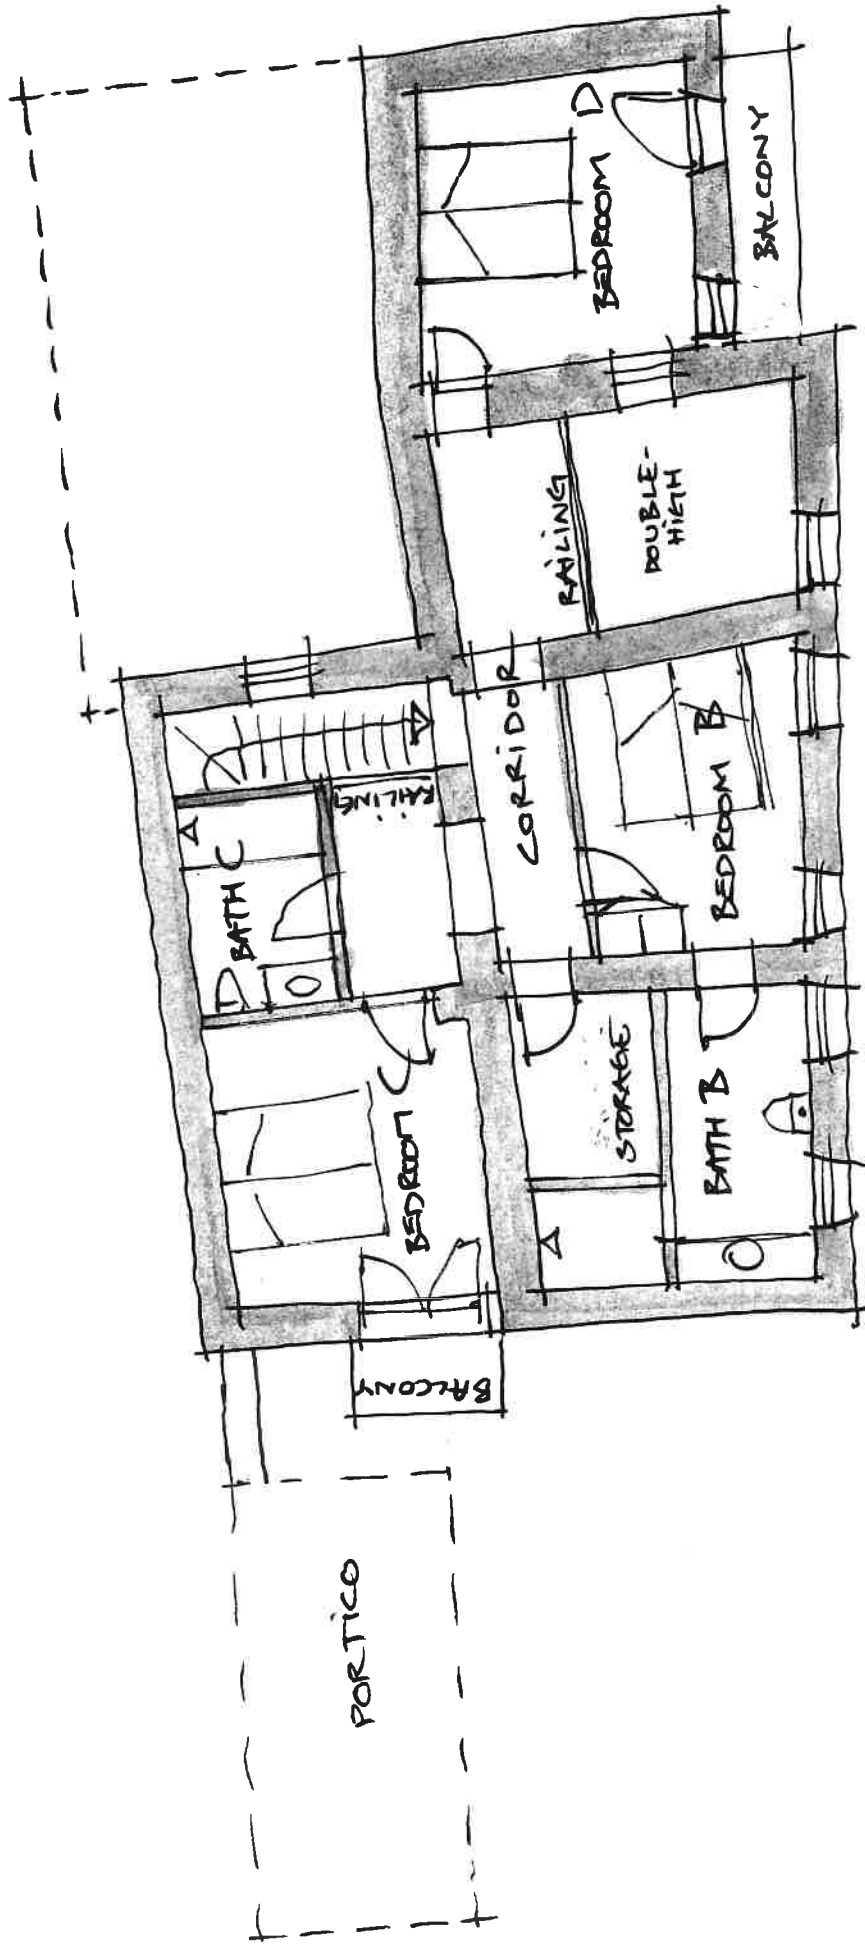 BATH C
RAILING
BEDROOM C
BALCONY
PORTICO
CORRIDOR
RAILING
BEDROOM D
STORAGE
DOUBLE-
HIGH
BATH B
BEDROOM B
BALCONY